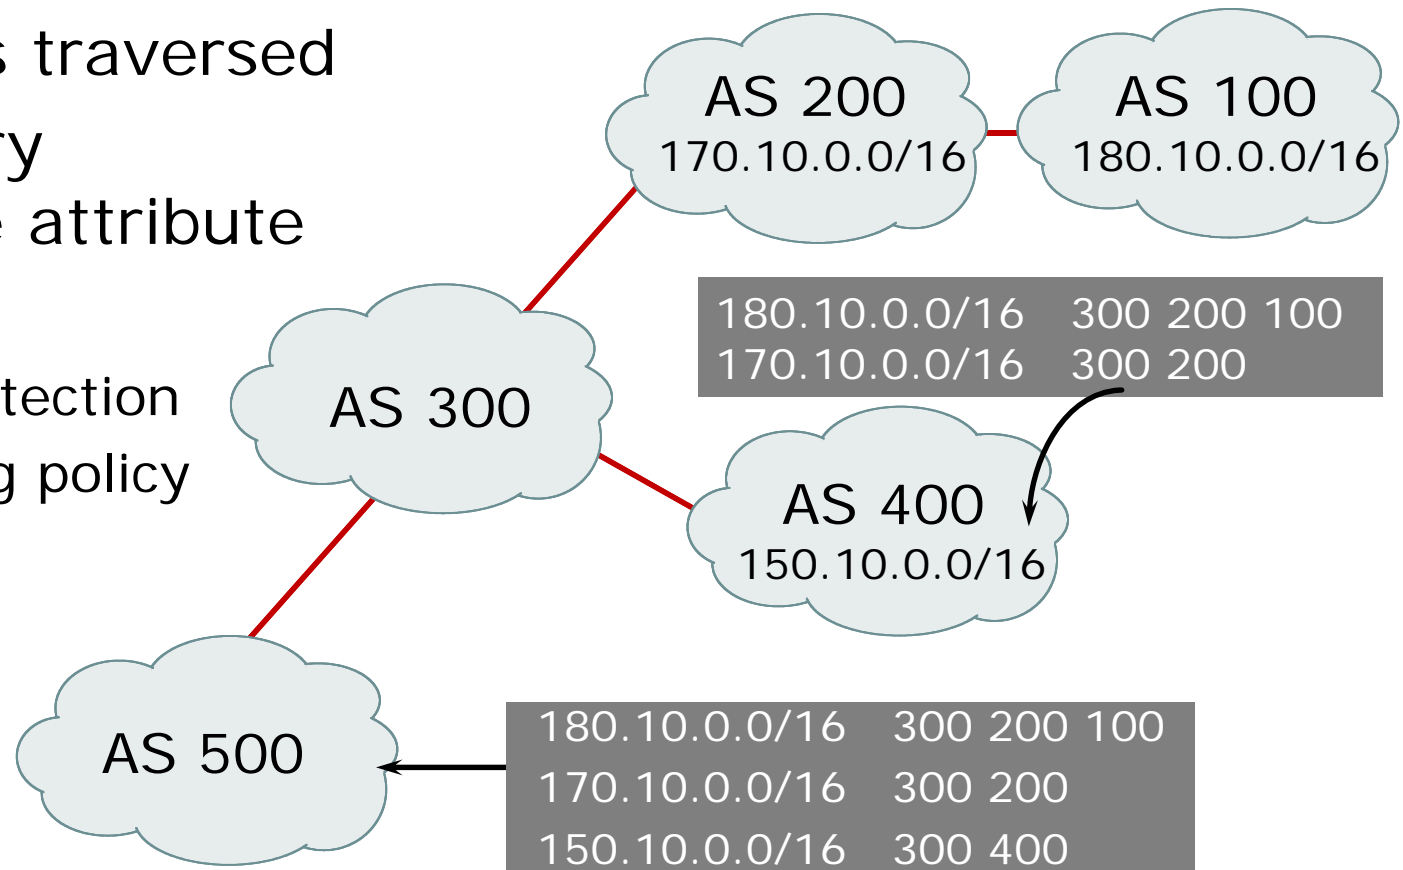 s traversed
ry
e attribute
tection
g policy
AS 200
170.10.0.0/16
AS 100
180.10.0.0/16
180.10.0.0/16 300 200 100
170.10.0.0/16 300 200
AS 300
AS 400
150.10.0.0/16
AS 500
180.10.0.0/16 300 200 100
170.10.0.0/16 300 200
150.10.0.0/16 300 400